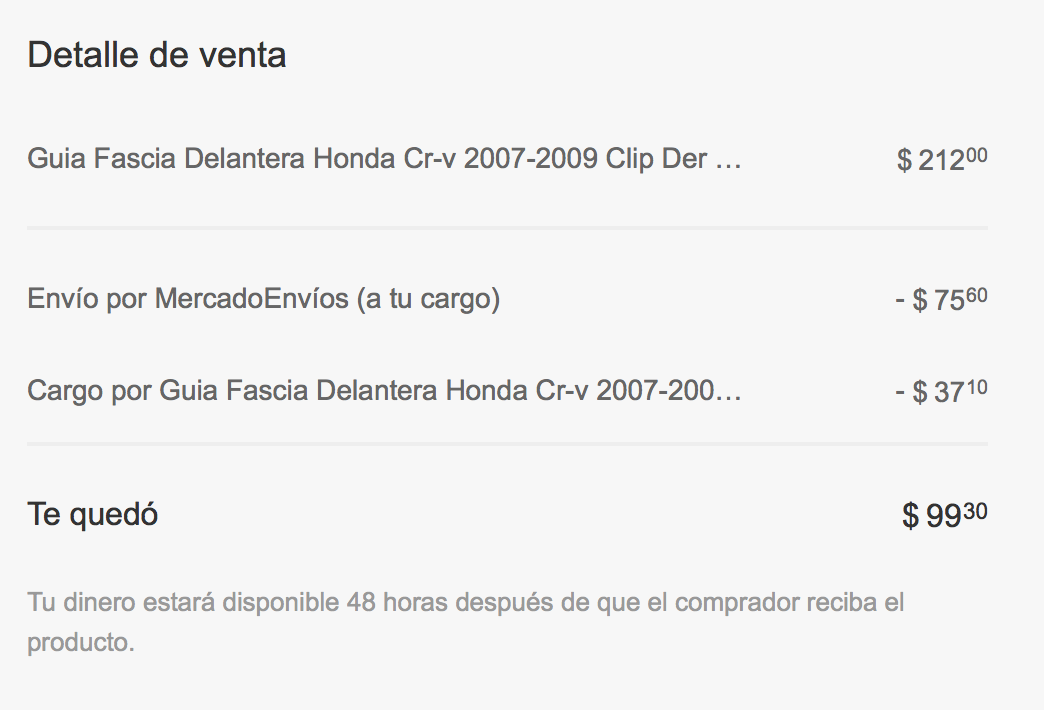 Detalle de venta
Guia Fascia Delantera Honda Cr-v 2007-2009 Clip Der ... $ 212⁰⁰
Envío por MercadoEnvíos (a tu cargo) - $ 75⁶⁰
Cargo por Guia Fascia Delantera Honda Cr-v 2007-200... - $ 37¹⁰
Te quedó $ 99³⁰
Tu dinero estará disponible 48 horas después de que el comprador reciba el
producto.